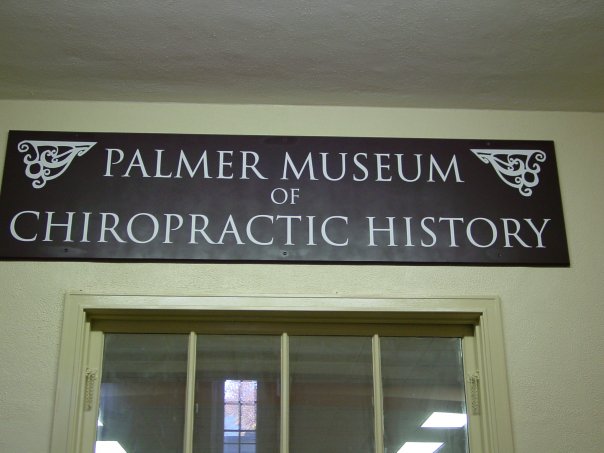 PALMER MUSEUM
OF
CHIROPRACTIC HISTORY